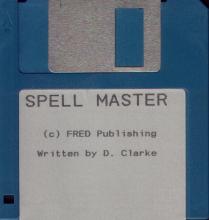 SPELL MASTER
(c) FRED Publishing
Written by D. Clarke